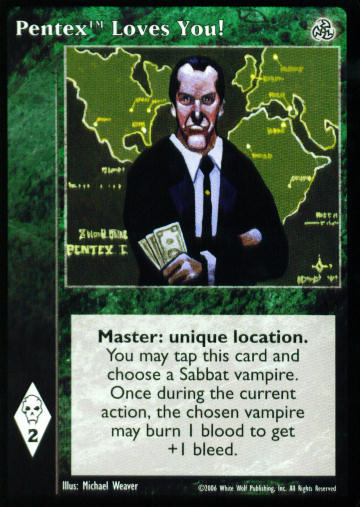 Pentex™ Loves You!
PENTEX
Master: unique location.
You may tap this card and
choose a Sabbat vampire.
Once during the current
action, the chosen vampire
may burn 1 blood to get
+1 bleed.
2
Illus: Michael Weaver
©2006 White Wolf Publishing, Inc. All Rights Reserved